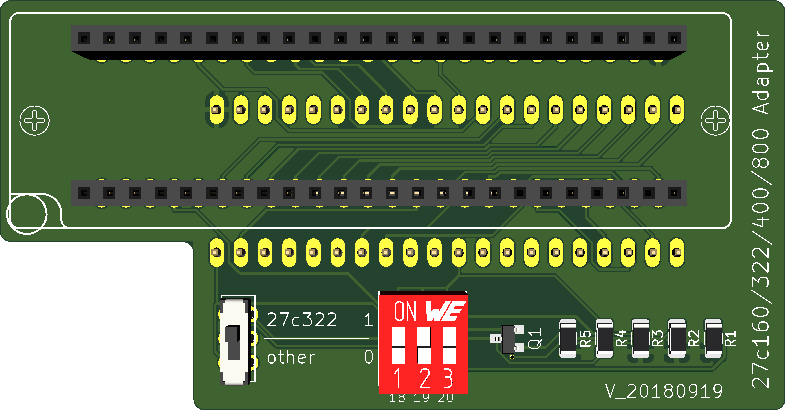 27c160/322/400/800 Adapter
ON WE
27c322 1
other 0
1 2 3
18 19 20
Q1
R5
R4
R3
R2
R1
V_20180919